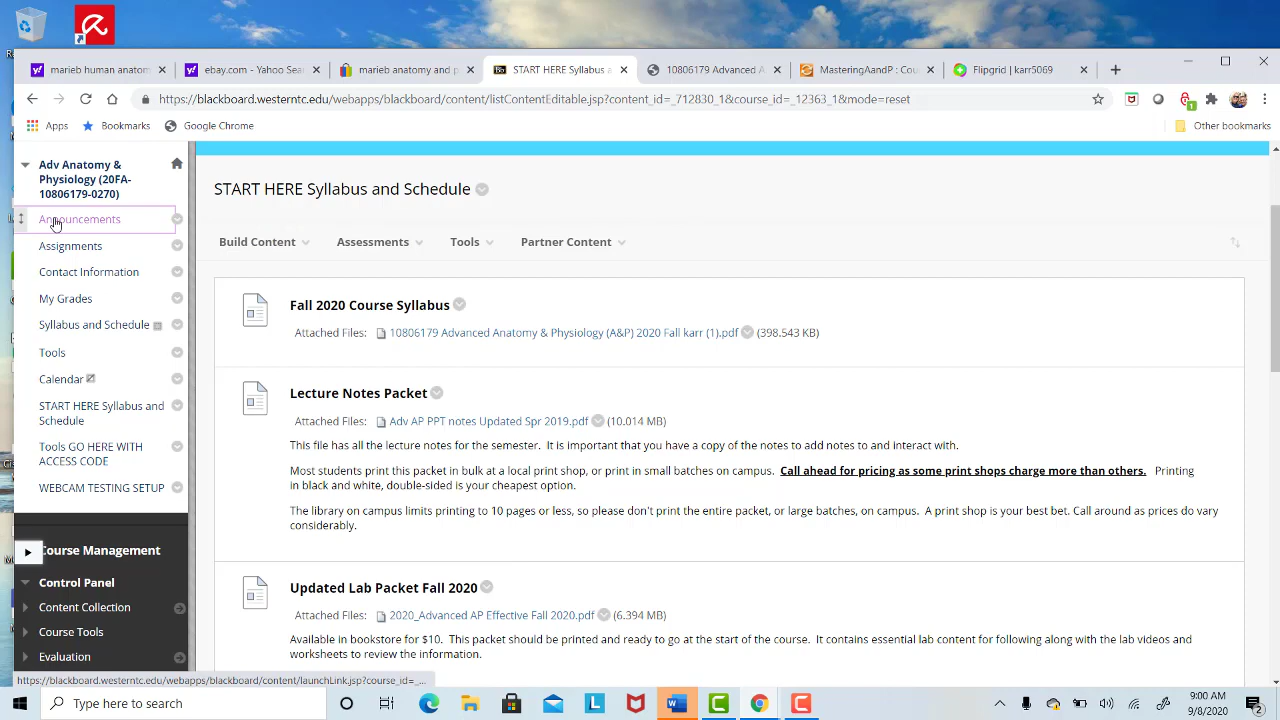 marieb human anatom
ebay.com - Yahoo Sea
marieb anatomy and p
Bb
START HERE Syllabus a
10806179 Advanced A
MasteringAandP: Cou
Flipgrid | karr5069
https://blackboard.westerntc.edu/webapps/blackboard/content/listContentEditable.jsp?content_id=_712830_1&course_id=_12363_1&mode=reset
1
Apps
Bookmarks
Google Chrome
Other bookmarks
Adv Anatomy &
Physiology (20FA-
10806179-0270)
Announcements
Assignments
Contact Information
My Grades
Syllabus and Schedule
Tools
Calendar
START HERE Syllabus and
Schedule
Tools GO HERE WITH
ACCESS CODE
WEBCAM TESTING SETUP
Course Management
Control Panel
Content Collection
Course Tools
Evaluation
START HERE Syllabus and Schedule
Build Content
Assessments
Tools
Partner Content
Fall 2020 Course Syllabus
Attached Files: 10806179 Advanced Anatomy & Physiology (A&P) 2020 Fall karr (1).pdf (398.543 KB)
Lecture Notes Packet
Attached Files: Adv AP PPT notes Updated Spr 2019.pdf (10.014 MB)
This file has all the lecture notes for the semester. It is important that you have a copy of the notes to add notes to and interact with.
Most students print this packet in bulk at a local print shop, or print in small batches on campus. Call ahead for pricing as some print shops charge more than others. Printing
in black and white, double-sided is your cheapest option.
The library on campus limits printing to 10 pages or less, so please don't print the entire packet, or large batches, on campus. A print shop is your best bet. Call around as prices do vary
considerably.
Updated Lab Packet Fall 2020
Attached Files: 2020_Advanced AP Effective Fall 2020.pdf (6.394 MB)
Available in bookstore for $10. This packet should be printed and ready to go at the start of the course. It contains essential lab content for following along with the lab videos and
worksheets to review the information.
https://blackboard.westerntc.edu/webapps/blackboard/content/launchLink.jsp?course_id=_...
Type here to search
9:00 AM
9/8/2020
2